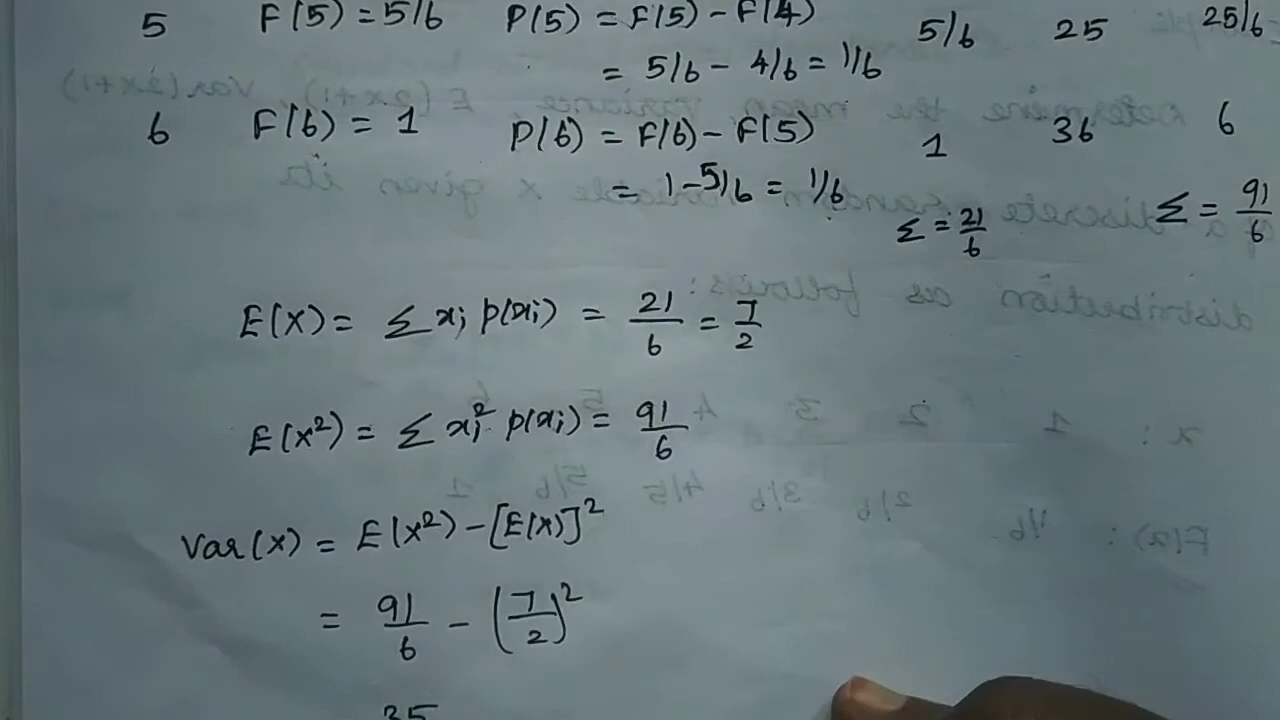 5 F(5) = 5/6 P(5) = F(5) - F(4) 5/6 25 25/6
= 5/6 - 4/6 = 1/6
6 F(6) = 1 P(6) = F(6) - F(5) 1 36 6
= 1 - 5/6 = 1/6
Σ = 21/6 Σ = 91/6
E(X) = Σ xi p(xi) = 21/6 = 7/2
E(X²) = Σ xi² p(xi) = 91/6
Var(X) = E(X²) - [E(X)]²
= 91/6 - (7/2)²
35